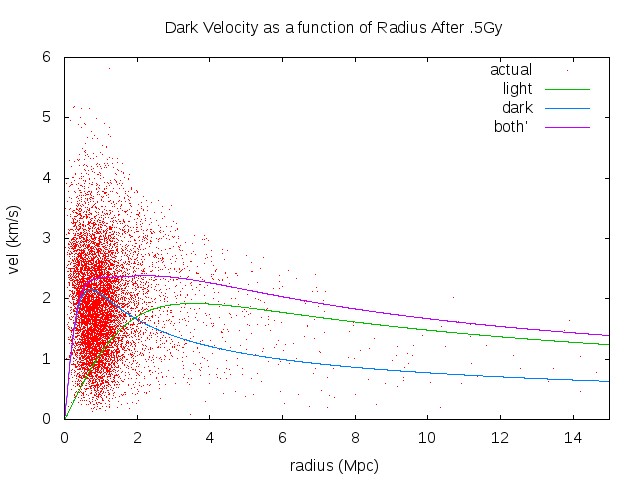 Dark Velocity as a function of Radius After .5Gy
6
5
4
3
2
1
0
vel (km/s)
actual
light
dark
both'
0 2 4 6 8 10 12 14
radius (Mpc)